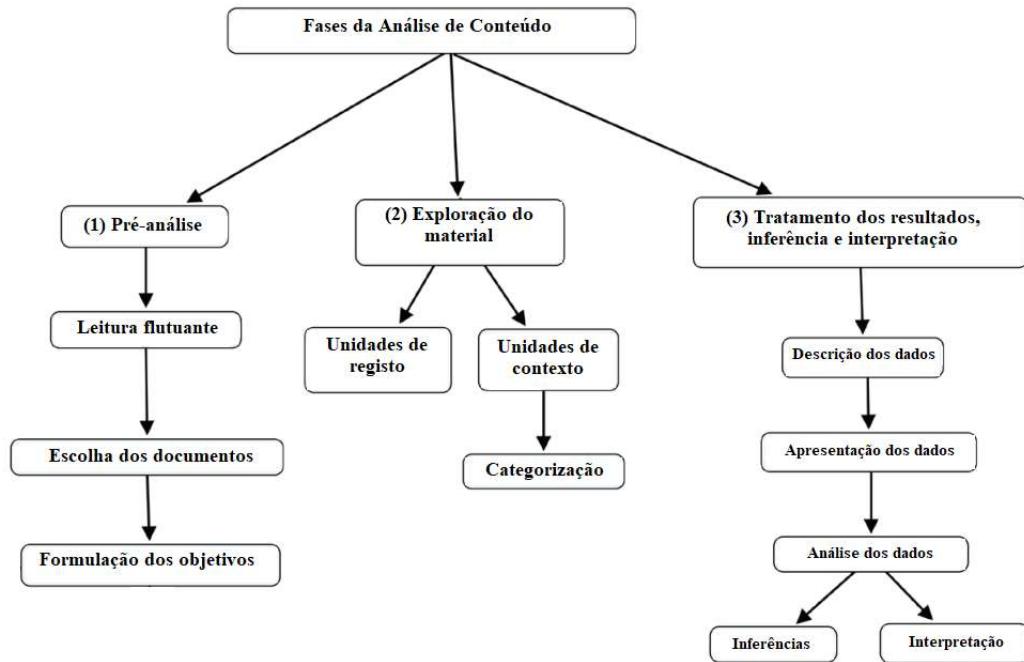 Fases da Análise de Conteúdo
(1) Pré-análise
Leitura flutuante
Escolha dos documentos
Formulação dos objetivos
(2) Exploração do
material
Unidades de
registo
Unidades de
contexto
Categorização
(3) Tratamento dos resultados,
inferência e interpretação
Descrição dos dados
Apresentação dos dados
Análise dos dados
Inferências
Interpretação